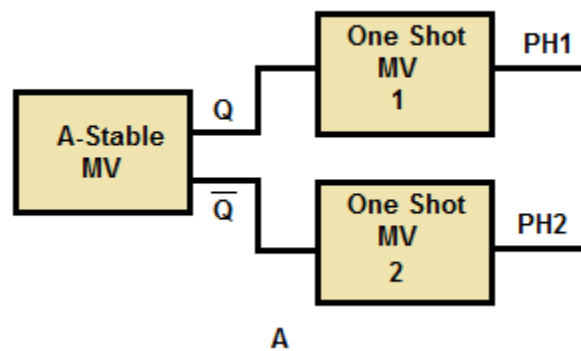 A-Stable
MV
Q
Q̅
One Shot
MV
1
PH1
One Shot
MV
2
PH2
A